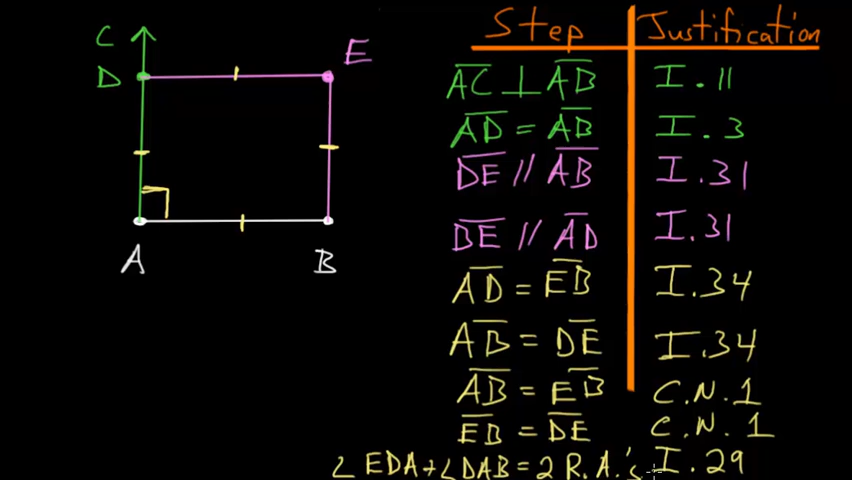 C
D
E
A
B
Step Justification
AC ⊥ AB I.11
AD = AB I.3
DE // AB I.31
BE // AD I.31
AD = EB I.34
AB = DE I.34
AB = EB C.N.1
EB = DE C.N.1
∠EDA+∠DAB=2 R.A.'s I.29